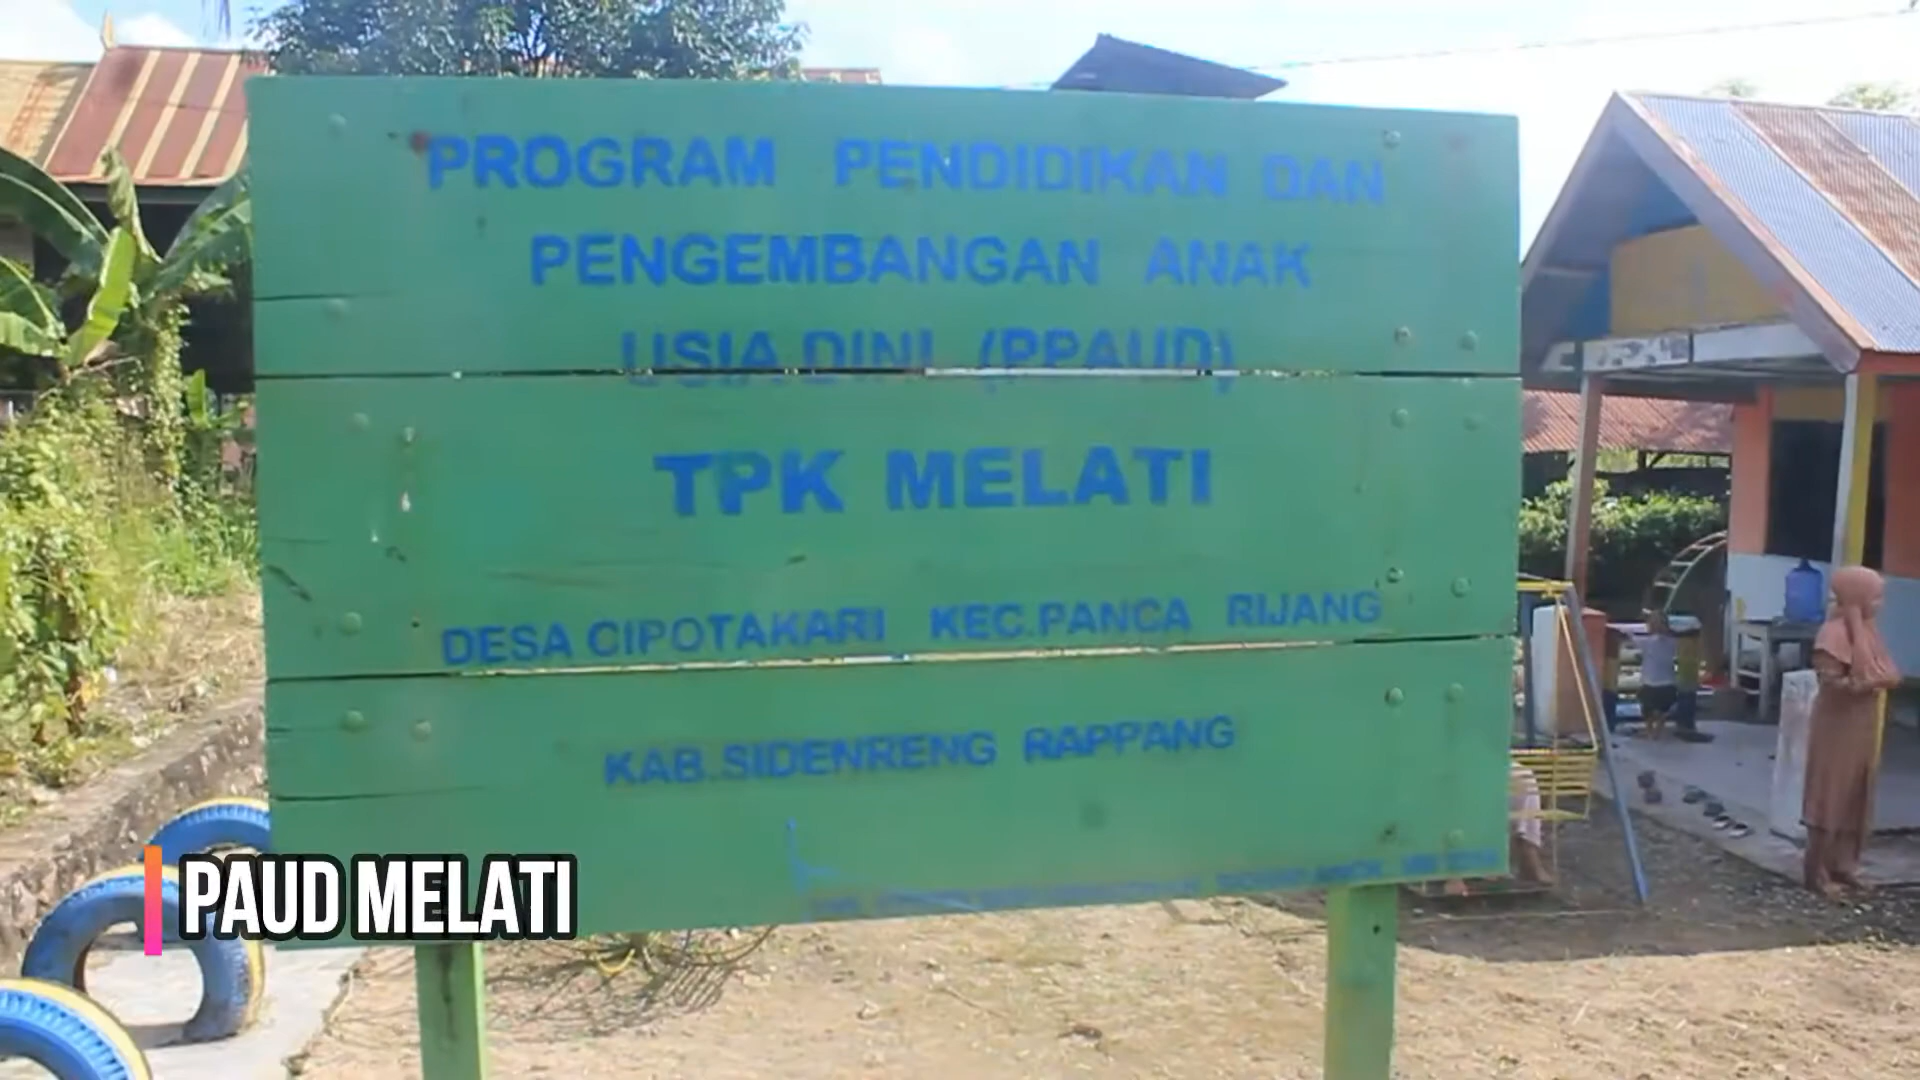 PROGRAM PENDIDIKAN DAN
PENGEMBANGAN ANAK
USIA DINI (PPAUD)
TPK MELATI
DESA CIPOTAKARI KEC.PANCA RIJANG
KAB.SIDENRENG RAPPANG
PAUD MELATI